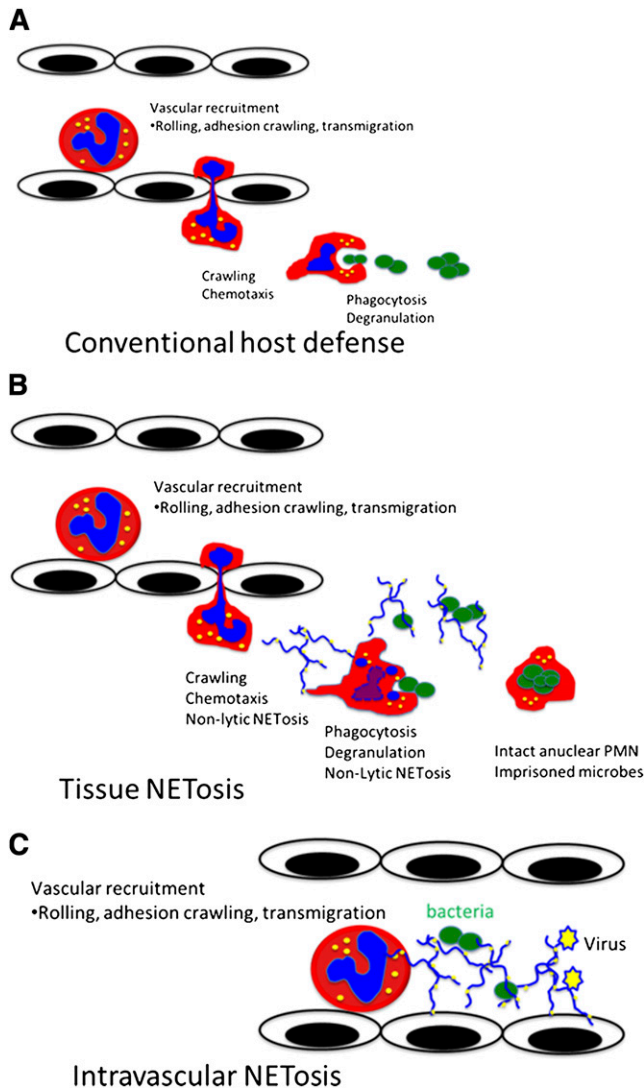 A
Vascular recruitment
•Rolling, adhesion crawling, transmigration
Crawling
Chemotaxis
Phagocytosis
Degranulation
Conventional host defense
B
Vascular recruitment
•Rolling, adhesion crawling, transmigration
Crawling
Chemotaxis
Non-lytic NETosis
Phagocytosis
Degranulation
Non-Lytic NETosis
Intact anuclear PMN
Imprisoned microbes
Tissue NETosis
C
Vascular recruitment
•Rolling, adhesion crawling, transmigration
bacteria
Virus
Intravascular NETosis